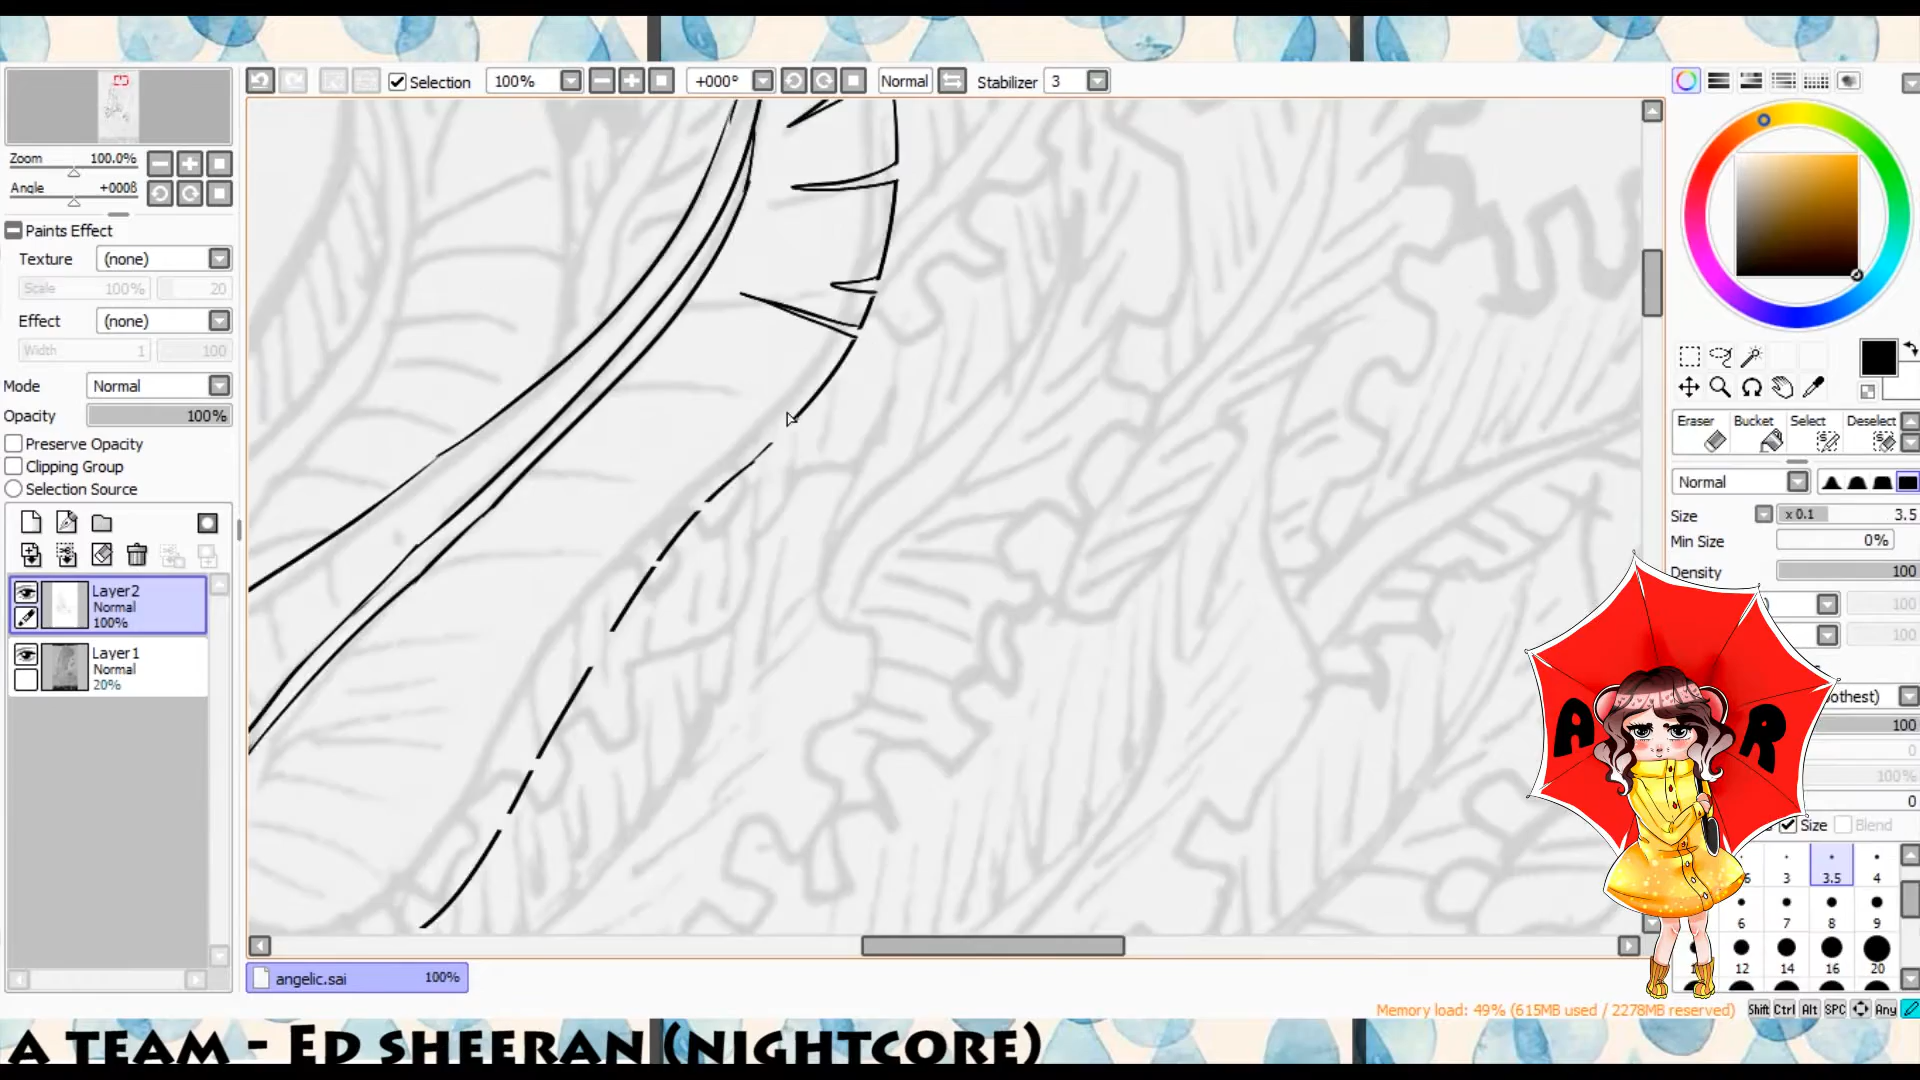 Selection 100% +000° Normal Stabilizer 3
Zoom 100.0%
Angle +000ß
Paints Effect
Texture (none)
Scale 100% 20
Effect (none)
Width 1 100
Mode Normal
Opacity 100%
Preserve Opacity
Clipping Group
Selection Source
Layer2
Normal
100%
Layer1
Normal
20%
Eraser Bucket Select Deselect
Normal
Size x 0.1 3.5
Min Size 0%
Density 100
100
100
othest)
100
0
100%
0
Size Blend
3 3.5 4
6 7 8 9
12 14 16 20
A R
angelic.sai 100%
Memory load: 49% (615MB used / 2278MB reserved) Shift Ctrl Alt SPC Any
A TEAM - ED SHEERAN (NIGHTCORE)